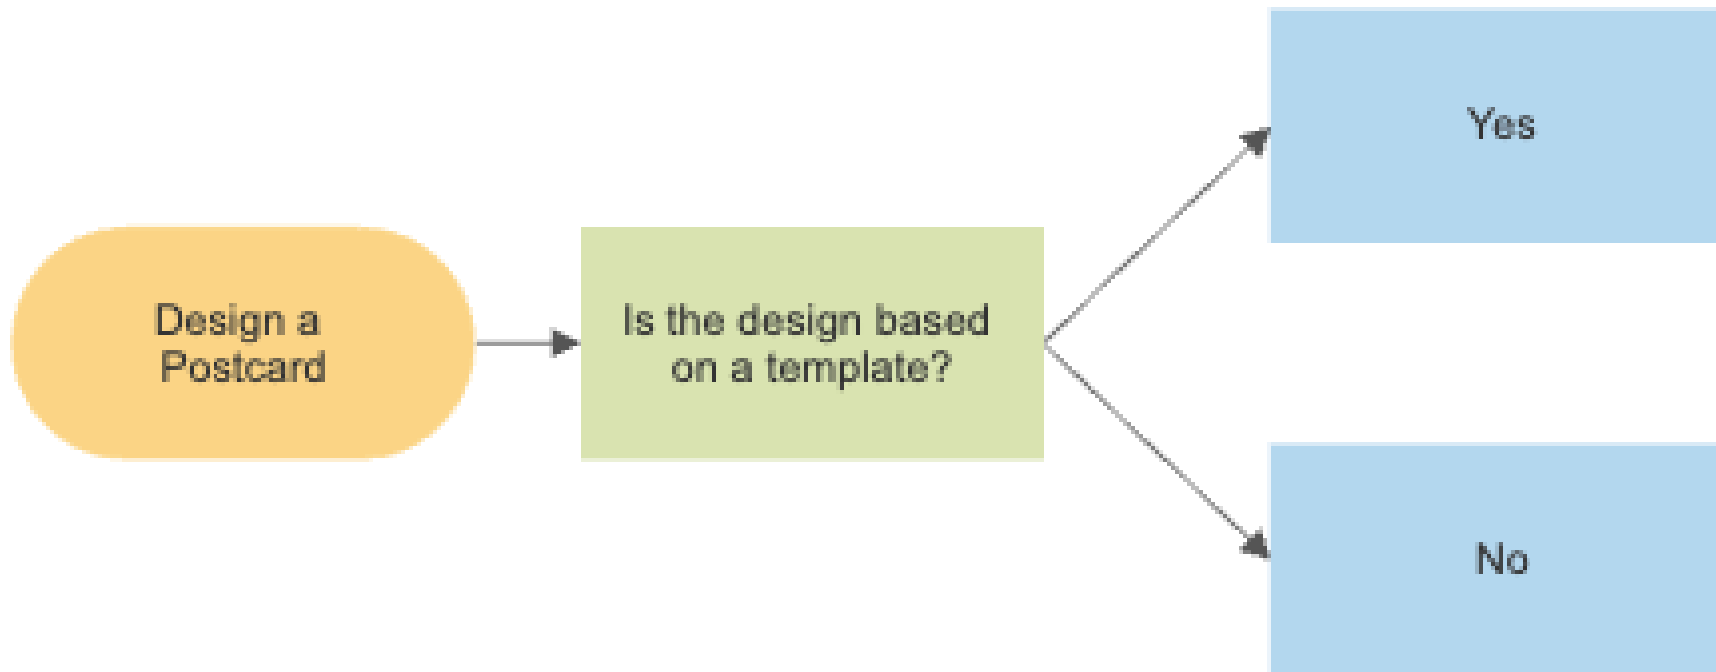 Design a
Postcard
Is the design based
on a template?
Yes
No